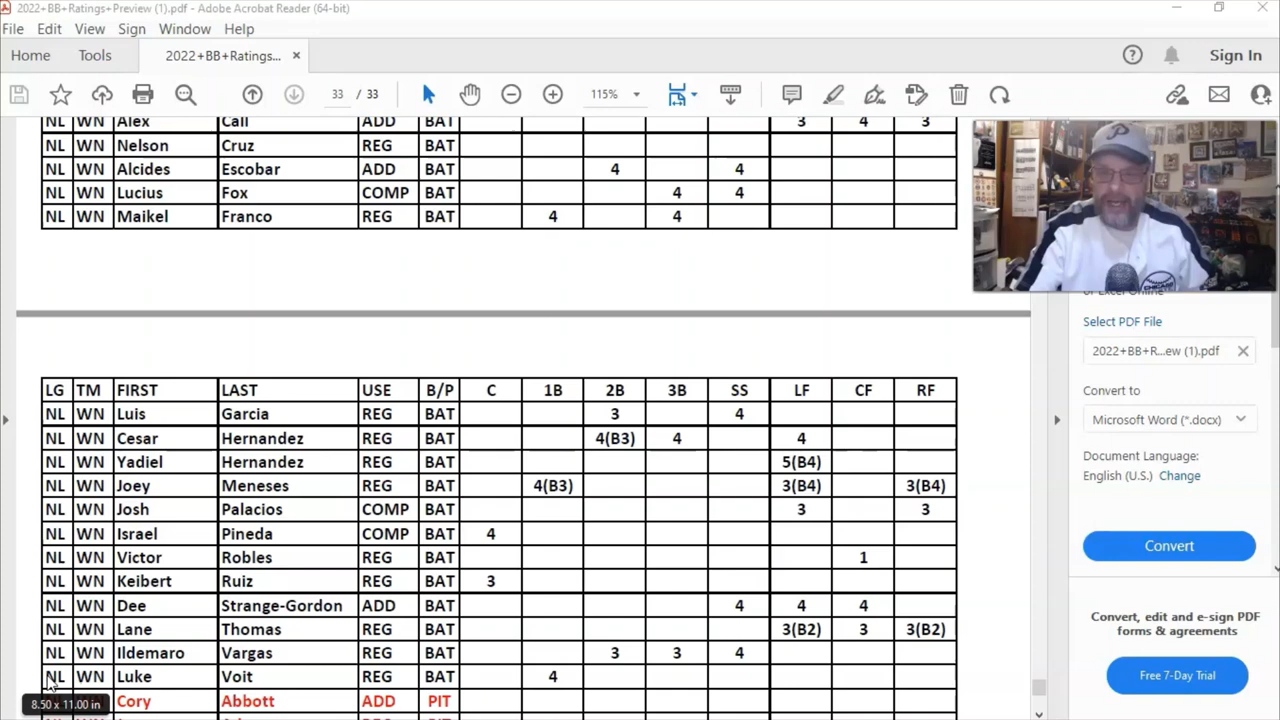 2022+BB+Ratings+Preview (1).pdf - Adobe Acrobat Reader (64-bit)
File Edit View Sign Window Help
Home Tools 2022+BB+Ratings... × Sign In
33 / 33 115%
NL WN Alex Call ADD BAT 3 4 3
NL WN Nelson Cruz REG BAT
NL WN Alcides Escobar ADD BAT 4 4
NL WN Lucius Fox COMP BAT 4 4
NL WN Maikel Franco REG BAT 4 4
LG TM FIRST LAST USE B/P C 1B 2B 3B SS LF CF RF
NL WN Luis Garcia REG BAT 3 4
NL WN Cesar Hernandez REG BAT 4(B3) 4 4
NL WN Yadiel Hernandez REG BAT 5(B4)
NL WN Joey Meneses REG BAT 4(B3) 3(B4) 3(B4)
NL WN Josh Palacios COMP BAT 3 3
NL WN Israel Pineda COMP BAT 4
NL WN Victor Robles REG BAT 1
NL WN Keibert Ruiz REG BAT 3
NL WN Dee Strange-Gordon ADD BAT 4 4 4
NL WN Lane Thomas REG BAT 3(B2) 3 3(B2)
NL WN Ildemaro Vargas REG BAT 3 3 4
NL WN Luke Voit REG BAT 4
Cory Abbott ADD PIT
8.50 x 11.00 in
or Excel Online
Select PDF File
2022+BB+R...ew (1).pdf
Convert to
Microsoft Word (*.docx)
Document Language:
English (U.S.) Change
Convert
Convert, edit and e-sign PDF
forms & agreements
Free 7-Day Trial